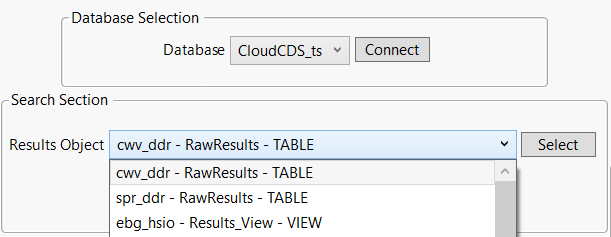 Database Selection
Database CloudCDS_ts Connect
Search Section
Results Object cwv_ddr - RawResults - TABLE Select
cwv_ddr - RawResults - TABLE
spr_ddr - RawResults - TABLE
ebg_hsio - Results_View - VIEW